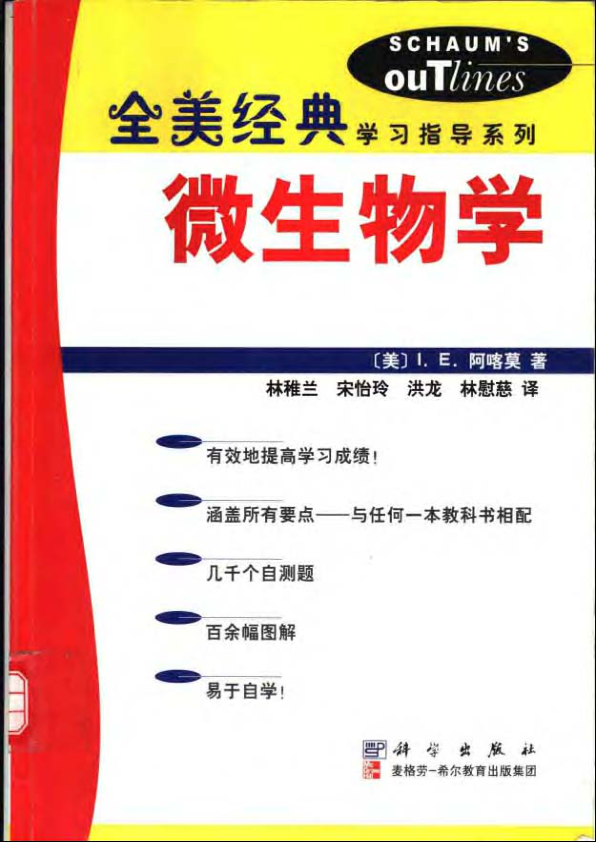 SCHAUM'S
ouTlines
全美经典学习指导系列
微生物学
〔美〕I. E. 阿喀莫 著
林稚兰 宋怡玲 洪龙 林慰慈 译
有效地提高学习成绩!
涵盖所有要点——与任何一本教科书相配
几千个自测题
百余幅图解
易于自学!
科学出版社
麦格劳-希尔教育出版集团